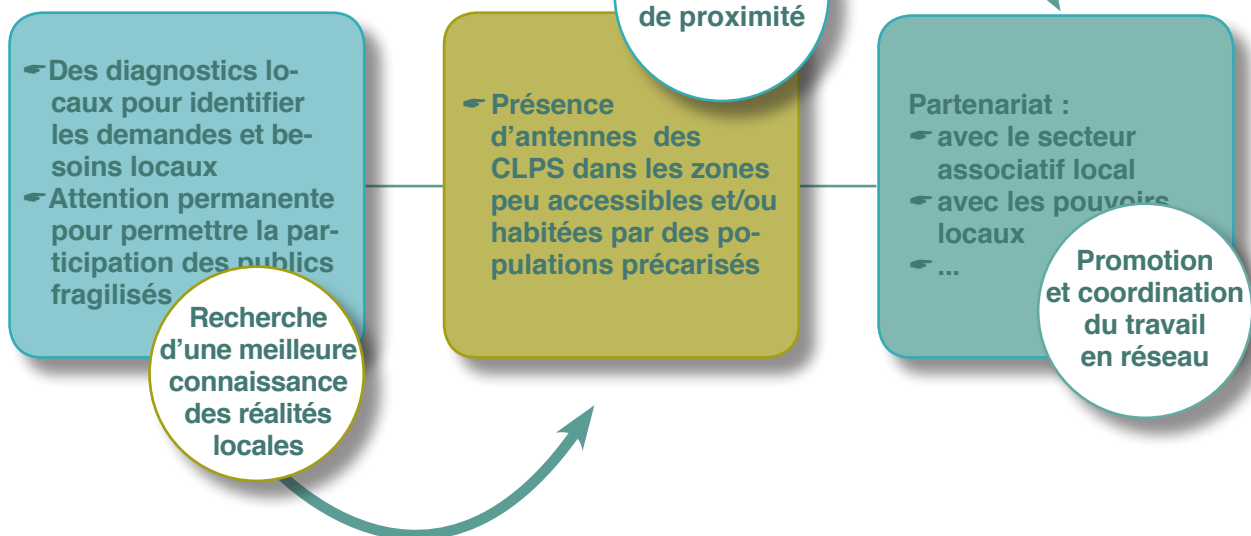 ☛ Des diagnostics lo-
caux pour identifier
les demandes et be-
soins locaux
☛ Attention permanente
pour permettre la par-
ticipation des publics
fragilisés
Recherche
d'une meilleure
connaissance
des réalités
locales
de proximité
☛ Présence
d'antennes des
CLPS dans les zones
peu accessibles et/ou
habitées par des po-
pulations précarisés
Partenariat :
☛ avec le secteur
associatif local
☛ avec les pouvoirs
locaux
☛ ...
Promotion
et coordination
du travail
en réseau